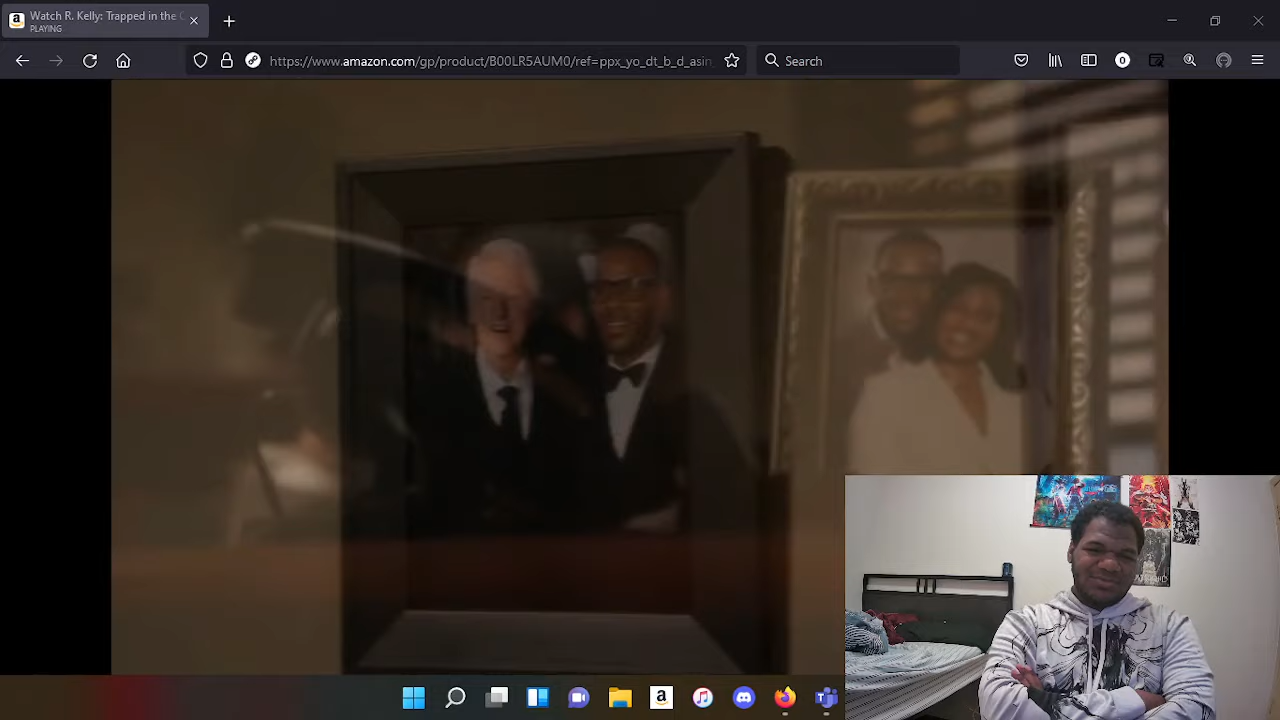 Watch R. Kelly: Trapped in the C
PLAYING
https://www.amazon.com/gp/product/B00LR5AUM0/ref=ppx_yo_dt_b_d_asin
Search